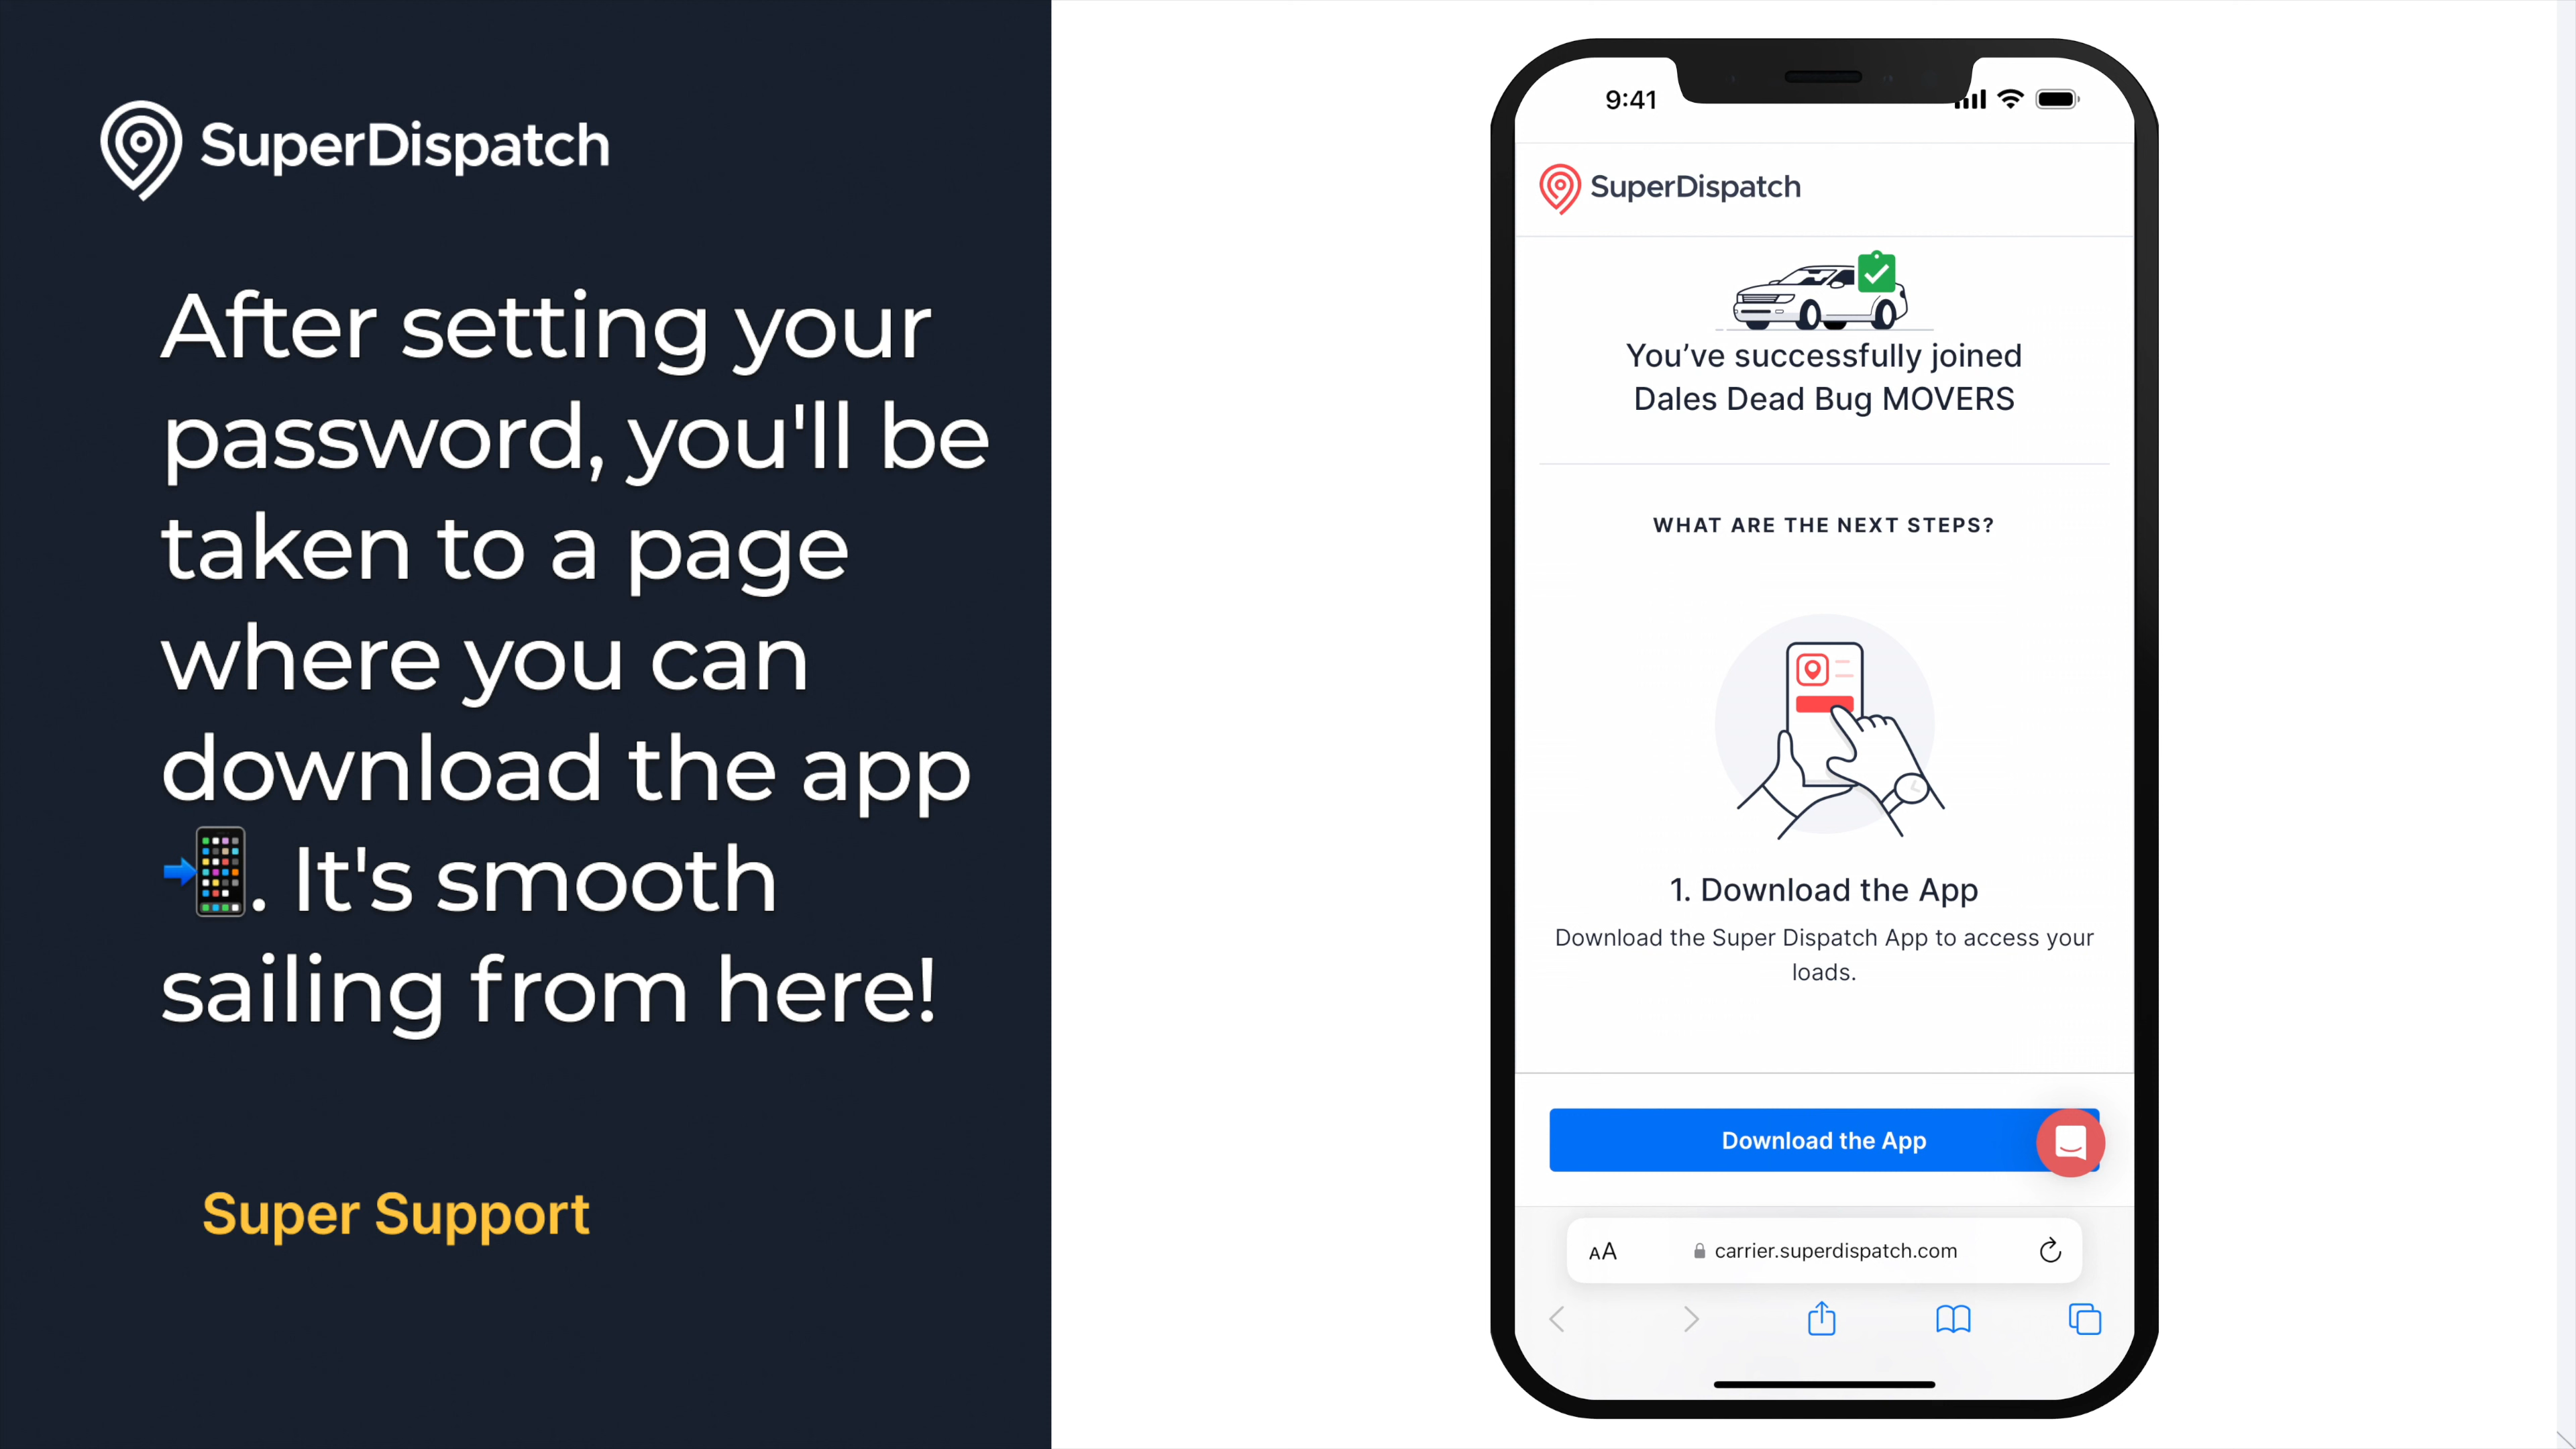 SuperDispatch
After setting your
password, you'll be
taken to a page
where you can
download the app
📲. It's smooth
sailing from here!
Super Support
9:41
SuperDispatch
You’ve successfully joined
Dales Dead Bug MOVERS
WHAT ARE THE NEXT STEPS?
1. Download the App
Download the Super Dispatch App to access your
loads.
Download the App
AA carrier.superdispatch.com